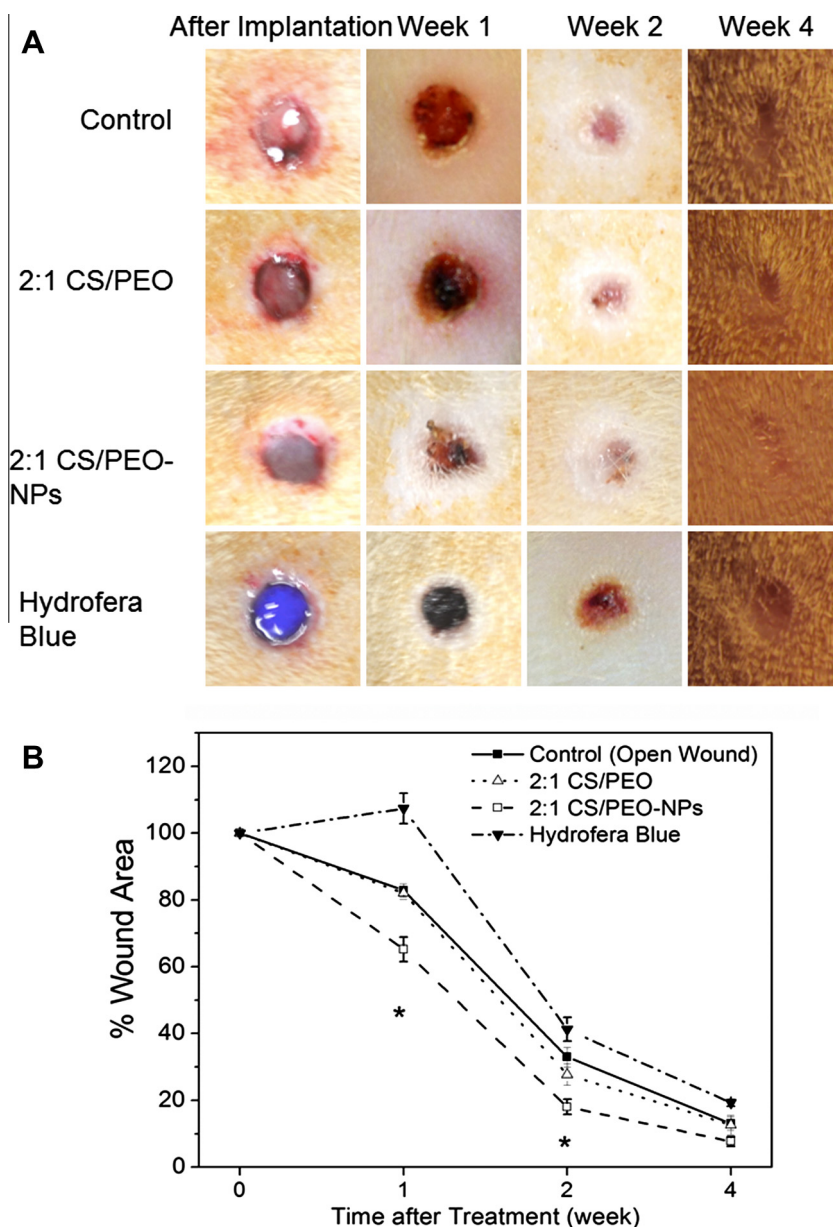 A
After Implantation Week 1 Week 2 Week 4
Control
2:1 CS/PEO
2:1 CS/PEO-
NPs
Hydrofera
Blue
B
Control (Open Wound)
2:1 CS/PEO
2:1 CS/PEO-NPs
Hydrofera Blue
% Wound Area
120
100
80
60
40
20
0
*
*
0 1 2 4
Time after Treatment (week)